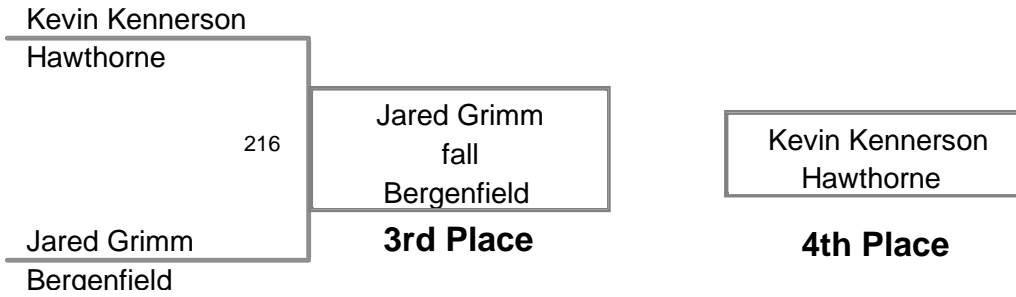 Kevin Kennerson
Hawthorne
216
Jared Grimm
Bergenfield
Jared Grimm
fall
Bergenfield
3rd Place
Kevin Kennerson
Hawthorne
4th Place